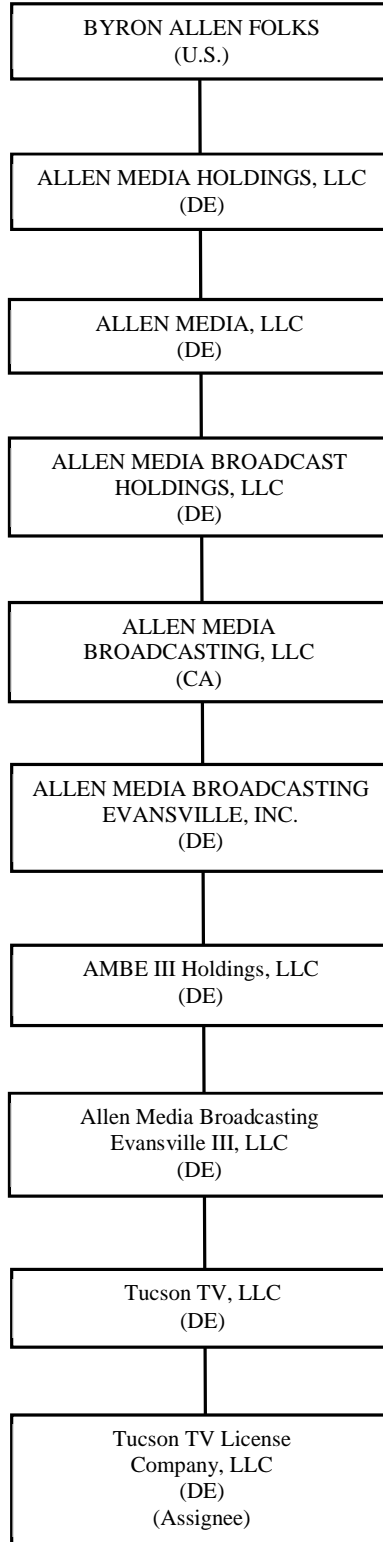 BYRON ALLEN FOLKS
(U.S.)
ALLEN MEDIA HOLDINGS, LLC
(DE)
ALLEN MEDIA, LLC
(DE)
ALLEN MEDIA BROADCAST
HOLDINGS, LLC
(DE)
ALLEN MEDIA
BROADCASTING, LLC
(CA)
ALLEN MEDIA BROADCASTING
EVANSVILLE, INC.
(DE)
AMBE III Holdings, LLC
(DE)
Allen Media Broadcasting
Evansville III, LLC
(DE)
Tucson TV, LLC
(DE)
Tucson TV License
Company, LLC
(DE)
(Assignee)